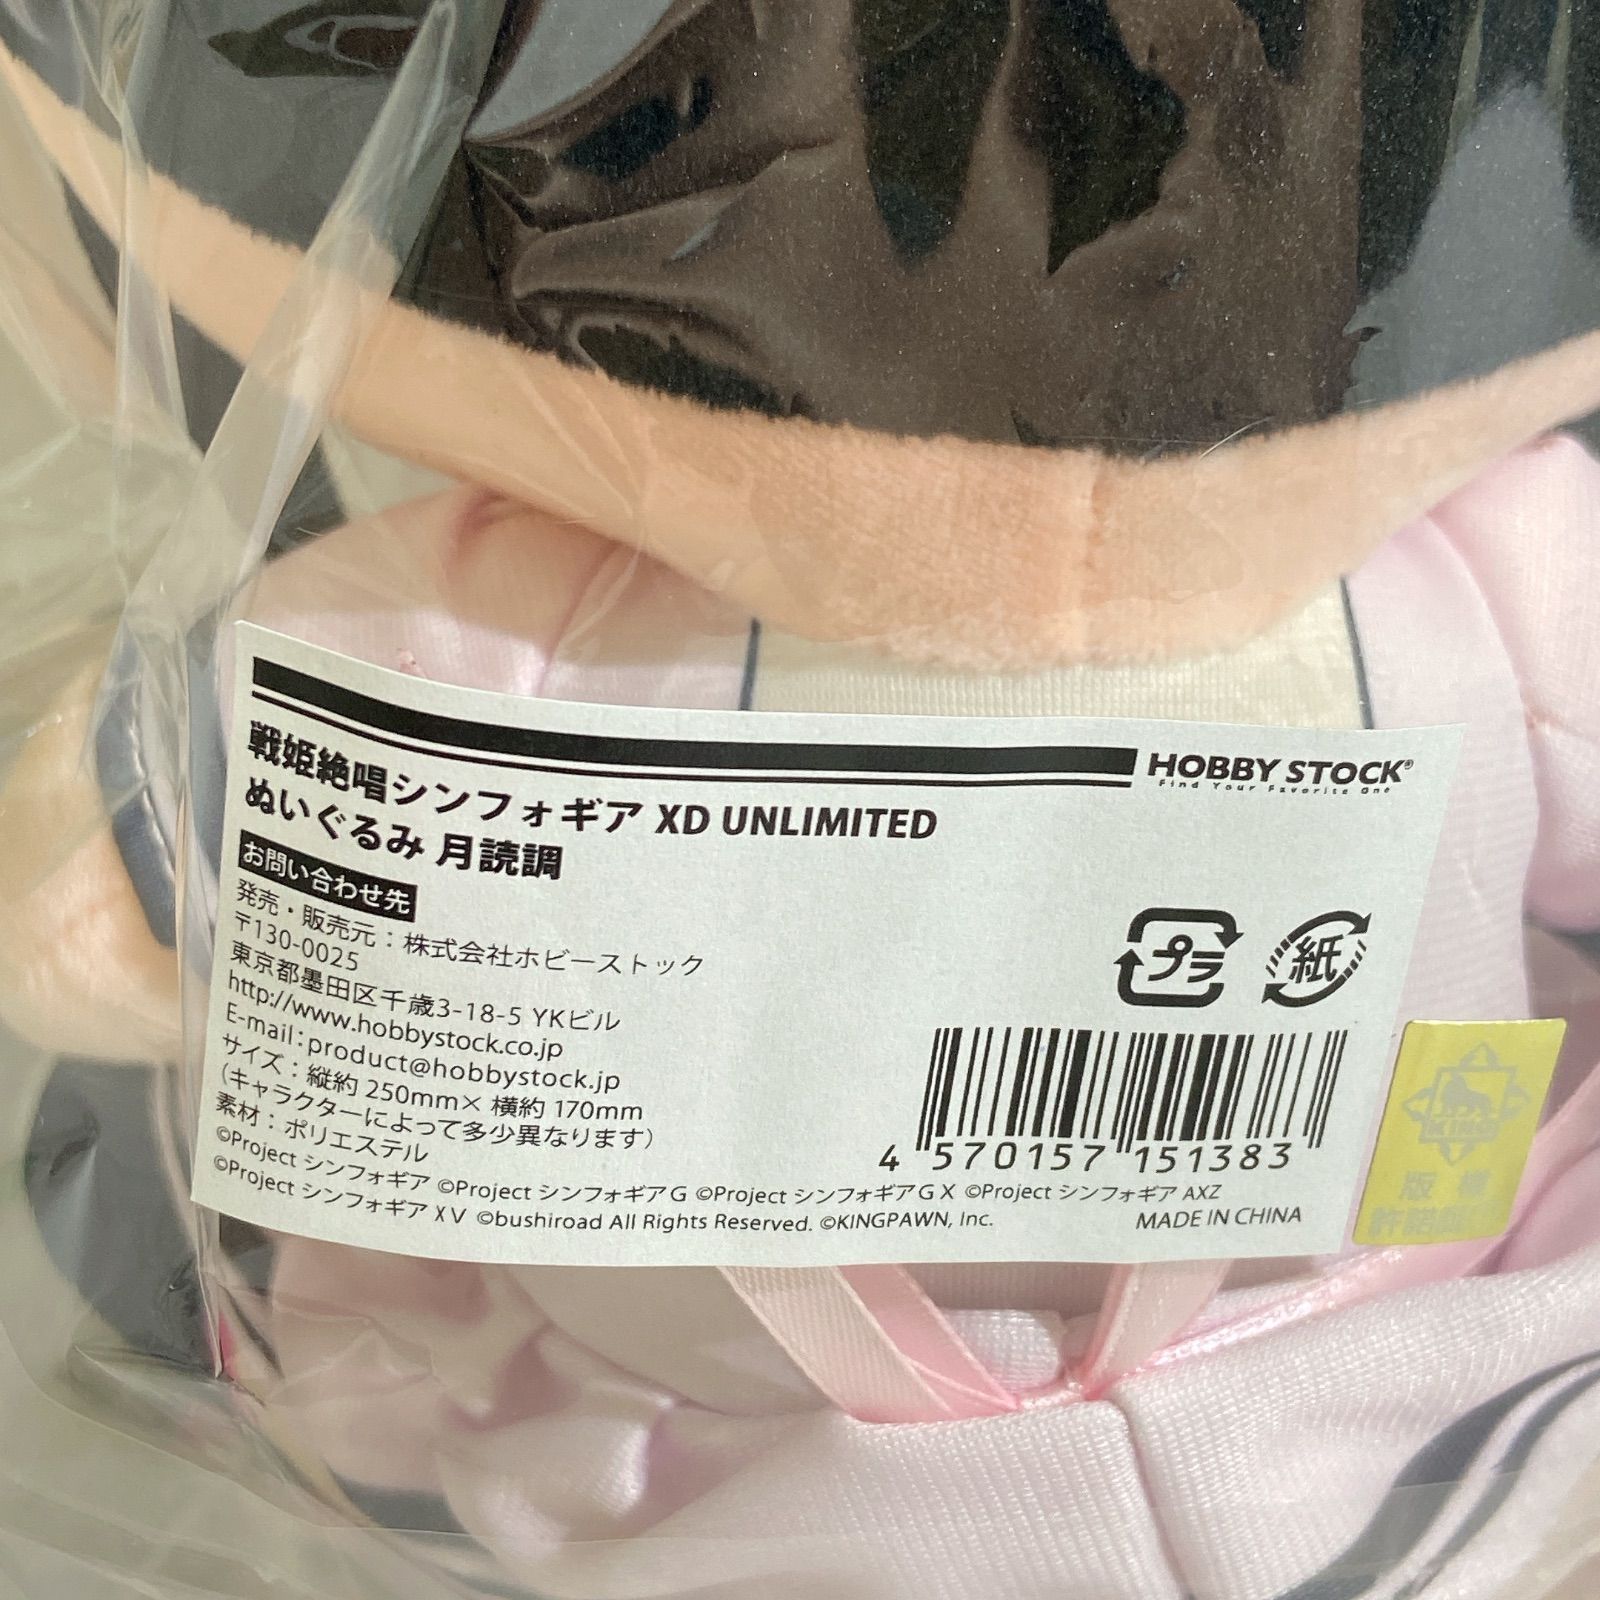 HOBBY STOCK®
Find Your Favorite One
戦姫絶唱シンフォギア XD UNLIMITED
ぬいぐるみ 月読調
お問い合わせ先
発売・販売元：株式会社ホビーストック
〒130-0025
東京都墨田区千歳3-18-5 YKビル
http://www.hobbystock.co.jp
E-mail:product@hobbystock.jp
サイズ：縦約 250mm× 横約 170mm
（キャラクターによって多少異なります）
素材：ポリエステル
プラ
紙
4 570157 151383
©Project シンフォギア ©Project シンフォギアG ©Project シンフォギアGX ©Project シンフォギア AXZ
©Project シンフォギア XV ©bushiroad All Rights Reserved. ©KINGPAWN, Inc.
MADE IN CHINA
KING
版権
許諾